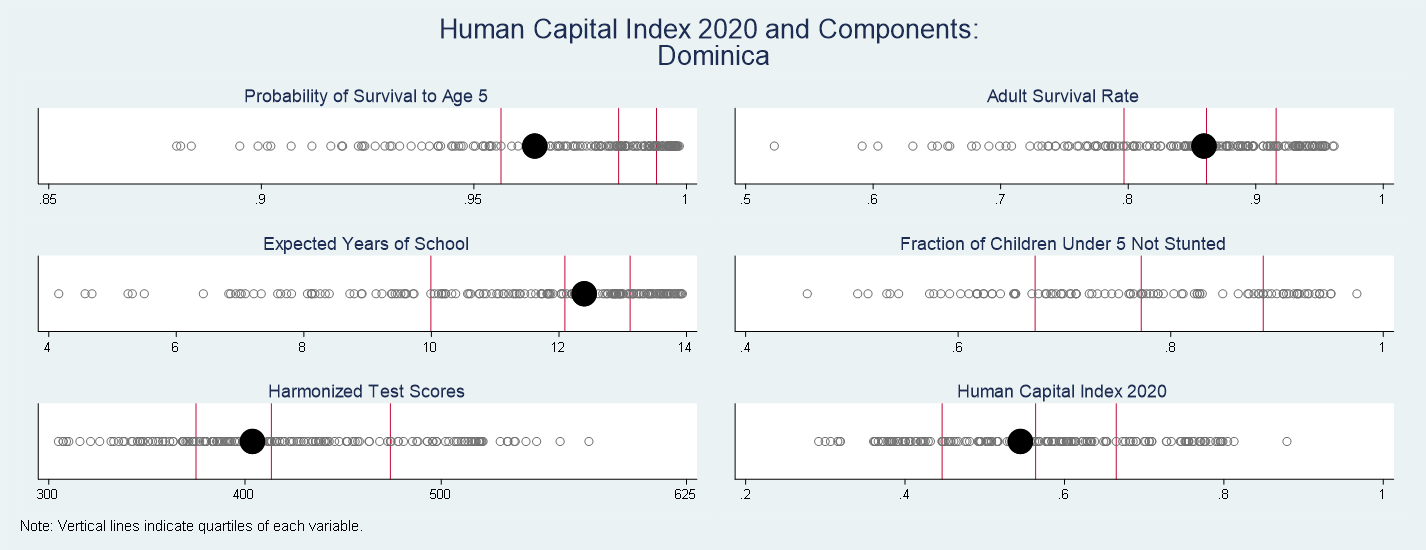 Human Capital Index 2020 and Components:
Dominica
Probability of Survival to Age 5
.85 .9 .95 1
Adult Survival Rate
.5 .6 .7 .8 .9 1
Expected Years of School
4 6 8 10 12 14
Fraction of Children Under 5 Not Stunted
.4 .6 .8 1
Harmonized Test Scores
300 400 500 625
Human Capital Index 2020
.2 .4 .6 .8 1
Note: Vertical lines indicate quartiles of each variable.